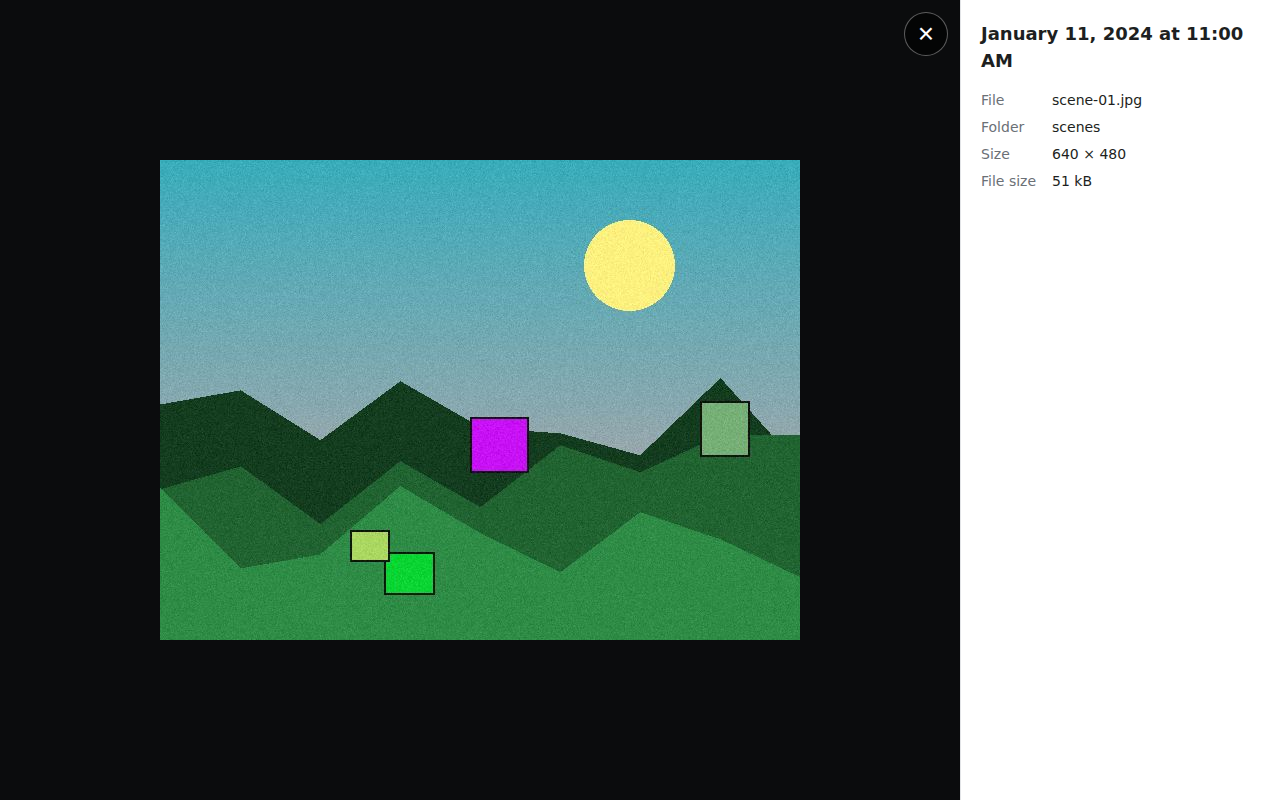 ✕
January 11, 2024 at 11:00
AM
File scene-01.jpg
Folder scenes
Size 640 × 480
File size 51 kB